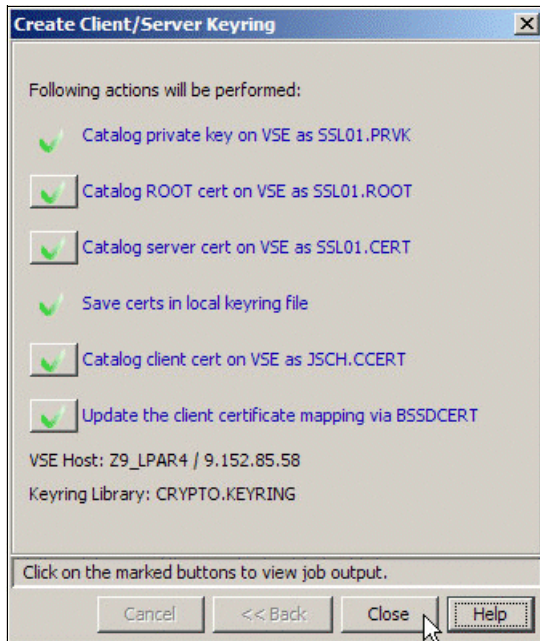 Create Client/Server Keyring
Following actions will be performed:
Catalog private key on VSE as SSL01.PRVK
Catalog ROOT cert on VSE as SSL01.ROOT
Catalog server cert on VSE as SSL01.CERT
Save certs in local keyring file
Catalog client cert on VSE as JSCH.CCERT
Update the client certificate mapping via BSSDCERT
VSE Host: Z9_LPAR4 / 9.152.85.58
Keyring Library: CRYPTO.KEYRING
Click on the marked buttons to view job output.
Cancel << Back Close Help